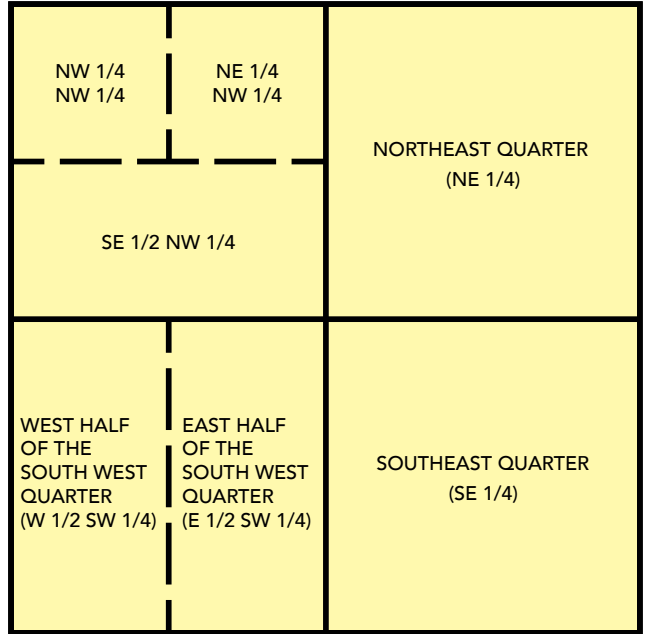 NW 1/4
NW 1/4
NE 1/4
NW 1/4
NORTHEAST QUARTER
(NE 1/4)
SE 1/2 NW 1/4
WEST HALF
OF THE
SOUTH WEST
QUARTER
(W 1/2 SW 1/4)
EAST HALF
OF THE
SOUTH WEST
QUARTER
(E 1/2 SW 1/4)
SOUTHEAST QUARTER
(SE 1/4)